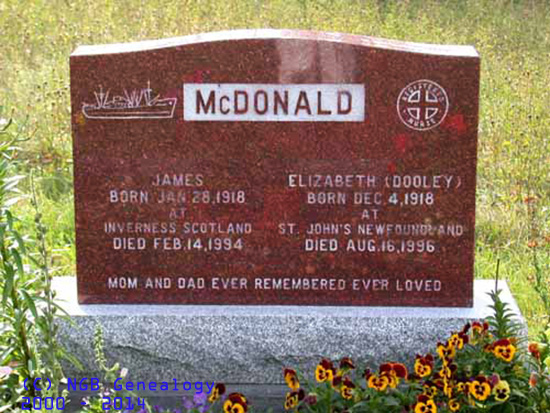 McDONALD
REGISTERED NURSE
JAMES
BORN JAN 28, 1918
AT
INVERNESS SCOTLAND
DIED FEB. 14, 1994
ELIZABETH (DOOLEY)
BORN DEC. 4, 1918
AT
ST. JOHN'S NEWFOUNDLAND
DIED AUG. 16, 1996
MOM AND DAD EVER REMEMBERED EVER LOVED
(C) NGB Genealogy
2000 - 2014